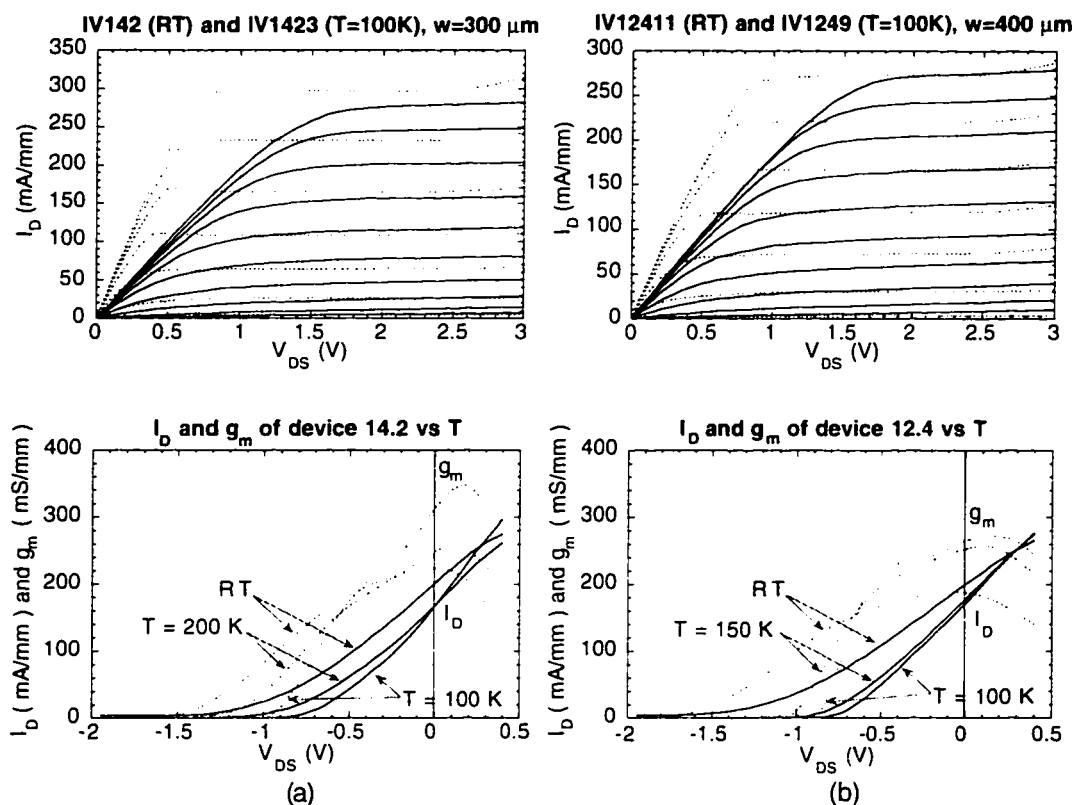 IV142 (RT) and IV1423 (T=100K), w=300 μm
350
300
250
200
150
100
50
0
I_D (mA/mm)
0 0.5 1 1.5 2 2.5 3
V_DS (V)
IV12411 (RT) and IV1249 (T=100K), w=400 μm
300
250
200
150
100
50
0
I_D (mA/mm)
0 0.5 1 1.5 2 2.5 3
V_DS (V)
I_D and g_m of device 14.2 vs T
400
300
200
100
0
I_D (mA/mm) and g_m ( mS/mm)
g_m
RT
T = 200 K
I_D
T = 100 K
-2 -1.5 -1 -0.5 0 0.5
V_DS (V)
(a)
I_D and g_m of device 12.4 vs T
400
300
200
100
0
I_D (mA/mm ) and g_m ( mS/mm)
g_m
RT
T = 150 K
I_D
T = 100 K
-2 -1.5 -1 -0.5 0 0.5
V_DS (V)
(b)